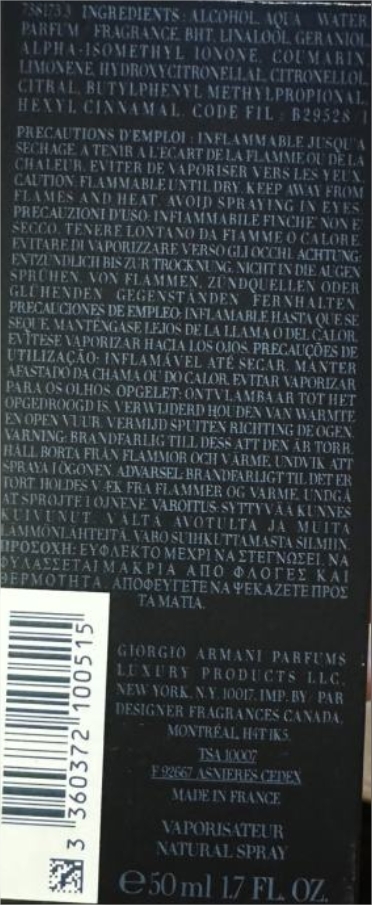 738173 3 INGREDIENTS : ALCOHOL, AQUA WATER,
PARFUM / FRAGRANCE, BHT, LINALOOL, GERANIOL,
ALPHA-ISOMETHYL IONONE, COUMARIN,
LIMONENE, HYDROXYCITRONELLAL, CITRONELLOL,
CITRAL, BUTYLPHENYL METHYLPROPIONAL,
HEXYL CINNAMAL, CODE FIL : B29528/1
PRÉCAUTIONS D'EMPLOI : INFLAMMABLE JUSQU'A
SECHAGE, A TENIR A L'ECART DE LA FLAMME OU DE LA
CHALEUR. EVITER DE VAPORISER VERS LES YEUX.
CAUTION: FLAMMABLE UNTIL DRY. KEEP AWAY FROM
FLAMES AND HEAT. AVOID SPRAYING IN EYES.
PRECAUZIONI D'USO: INFIAMMABILE FINCHE' NON E'
SECCO. TENERE LONTANO DA FIAMME O CALORE.
EVITARE DI VAPORIZZARE VERSO GLI OCCHI. ACHTUNG:
ENTZÜNDLICH BIS ZUR TROCKNUNG. NICHT IN DIE AUGEN
SPRÜHEN. VON FLAMMEN, ZÜNDQUELLEN ODER
GLÜHENDEN GEGENSTÄNDEN FERNHALTEN.
PRECAUCIONES DE EMPLEO: INFLAMABLE HASTA QUE SE
SEQUE. MANTÉNGASE LEJOS DE LA LLAMA O DEL CALOR.
EVÍTESE VAPORIZAR HACIA LOS OJOS. PRECAUÇÕES DE
UTILIZAÇÃO: INFLAMÁVEL ATÉ SECAR. MANTER
AFASTADO DA CHAMA OU DO CALOR. EVITAR VAPORIZAR
PARA OS OLHOS. OPGELET: ONTVLAMBAAR TOT HET
OPGEDROOGD IS. VERWIJDERD HOUDEN VAN WARMTE
EN OPEN VUUR. VERMIJD SPUITEN RICHTING DE OGEN.
VARNING: BRANDFARLIG TILL DESS ATT DEN ÄR TORR.
HÅLL BORTA FRÅN FLAMMOR OCH VÄRME. UNDVIK ATT
SPRAYA I ÖGONEN. ADVARSEL: BRANDFARLIGT TIL DET ER
TØRT. HOLDES VÆK FRA FLAMMER OG VARME. UNDGÅ
AT SPRØJTE I ØJNENE. VAROITUS: SYTTYVÄÄ KUNNES
KUIVUNUT. VÄLTÄ AVOTULTA JA MUITA
LÄMMÖNLÄHTEITÄ. VARO SUIHKUTTAMASTA SILMIIN.
ΠΡΟΣΟΧΗ: ΕΥΦΛΕΚΤΟ ΜΕΧΡΙ ΝΑ ΣΤΕΓΝΩΣΕΙ. ΝΑ
ΦΥΛΑΣΣΕΤΑΙ ΜΑΚΡΙΑ ΑΠΟ ΦΛΟΓΕΣ ΚΑΙ
ΘΕΡΜΟΤΗΤΑ. ΑΠΟΦΕΥΓΕΤΕ ΝΑ ΨΕΚΑΖΕΤΕ ΠΡΟΣ
ΤΑ ΜΑΤΙΑ.
3 360372 100515
GIORGIO ARMANI PARFUMS
LUXURY PRODUCTS LLC,
NEW YORK, N.Y. 10017. IMP. BY / PAR
DESIGNER FRAGRANCES CANADA,
MONTRÉAL, H4T 1K5.
TSA 10007
F 92667 ASNIERES CEDEX
MADE IN FRANCE
VAPORISATEUR
NATURAL SPRAY
℮ 50 ml 1.7 FL. OZ.